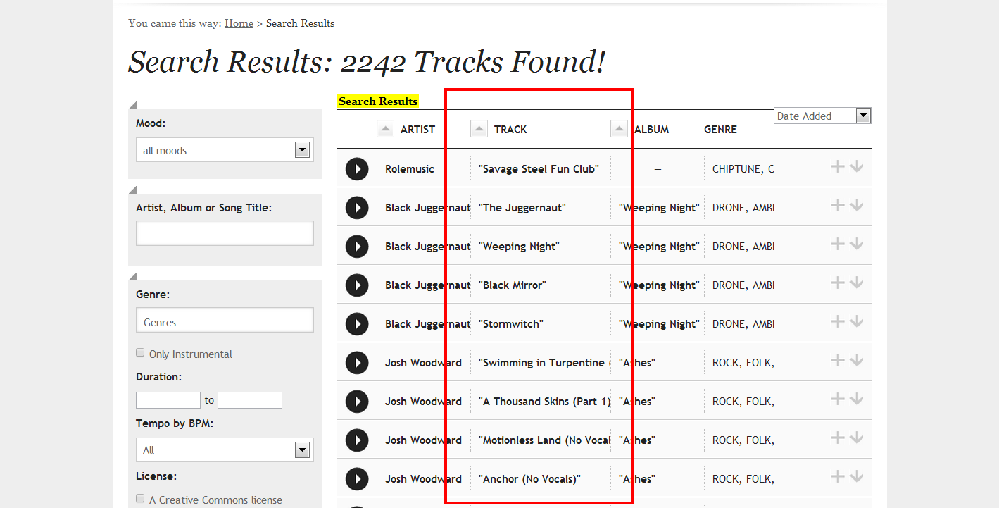 You came this way: Home > Search Results
Search Results: 2242 Tracks Found!
Mood:
all moods
Artist, Album or Song Title:
Genre:
Genres
Only Instrumental
Duration:
to
Tempo by BPM:
All
License:
A Creative Commons license
Search Results
Date Added
ARTIST TRACK ALBUM GENRE
Rolemusic "Savage Steel Fun Club" — CHIPTUNE, C
Black Juggernaut "The Juggernaut" "Weeping Night" DRONE, AMBI
Black Juggernaut "Weeping Night" "Weeping Night" DRONE, AMBI
Black Juggernaut "Black Mirror" "Weeping Night" DRONE, AMBI
Black Juggernaut "Stormwitch" "Weeping Night" DRONE, AMBI
Josh Woodward "Swimming in Turpentine ( "Ashes" ROCK, FOLK,
Josh Woodward "A Thousand Skins (Part 1) "Ashes" ROCK, FOLK,
Josh Woodward "Motionless Land (No Vocal "Ashes" ROCK, FOLK,
Josh Woodward "Anchor (No Vocals)" "Ashes" ROCK, FOLK,